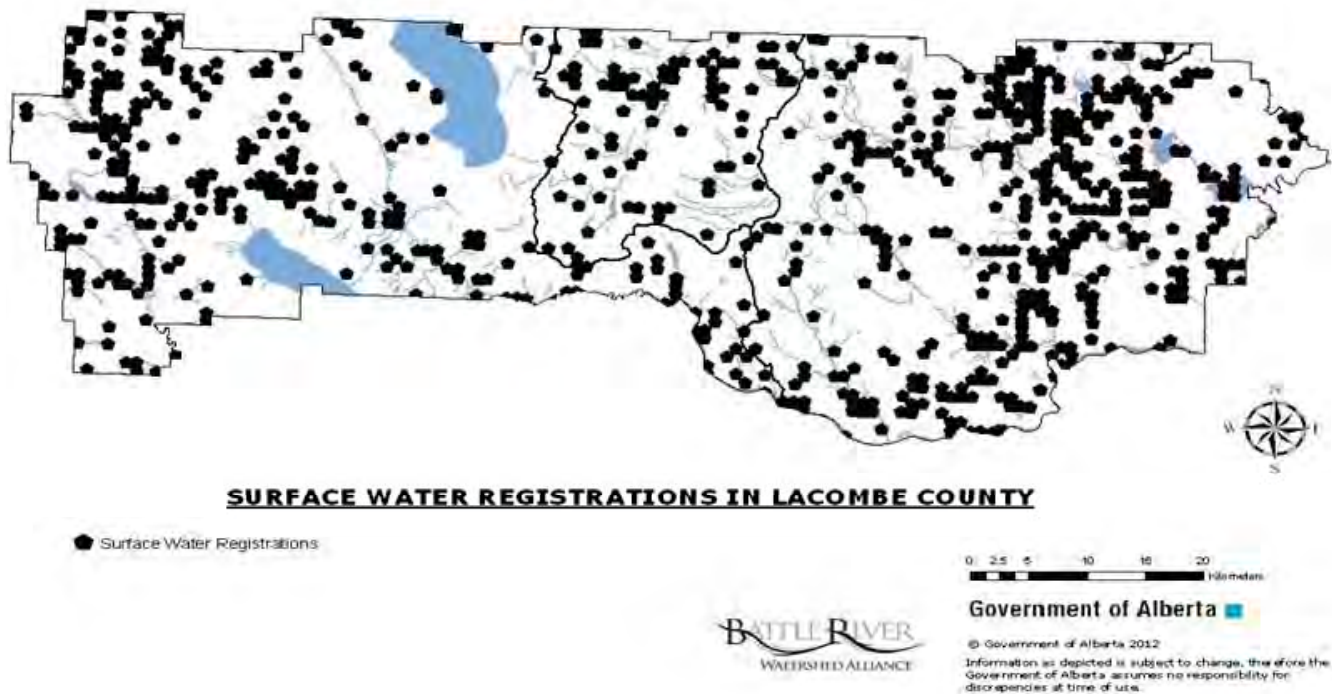 N
W E
S
SURFACE WATER REGISTRATIONS IN LACOMBE COUNTY
Surface Water Registrations
0 2.5 5 10 15 20
Kilometers
Government of Alberta
BATTLE RIVER
WATERSHED ALLIANCE
© Government of Alberta 2012
Information as depicted is subject to change, therefore the
Government of Alberta assumes no responsibility for
discrepancies at time of use.